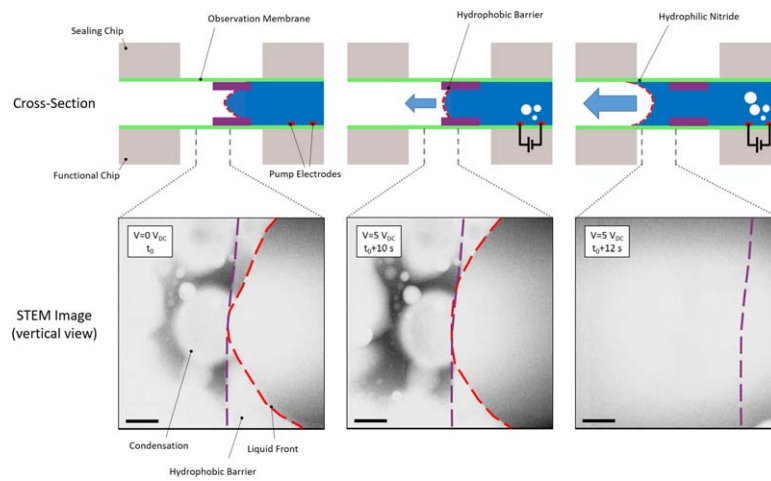 Sealing Chip
Observation Membrane
Hydrophobic Barrier
Hydrophilic Nitride
Cross-Section
Functional Chip
Pump Electrodes
V=0 V_DC
t_0
V=5 V_DC
t_0+10 s
V=5 V_DC
t_0+12 s
STEM Image
(vertical view)
Condensation
Liquid Front
Hydrophobic Barrier